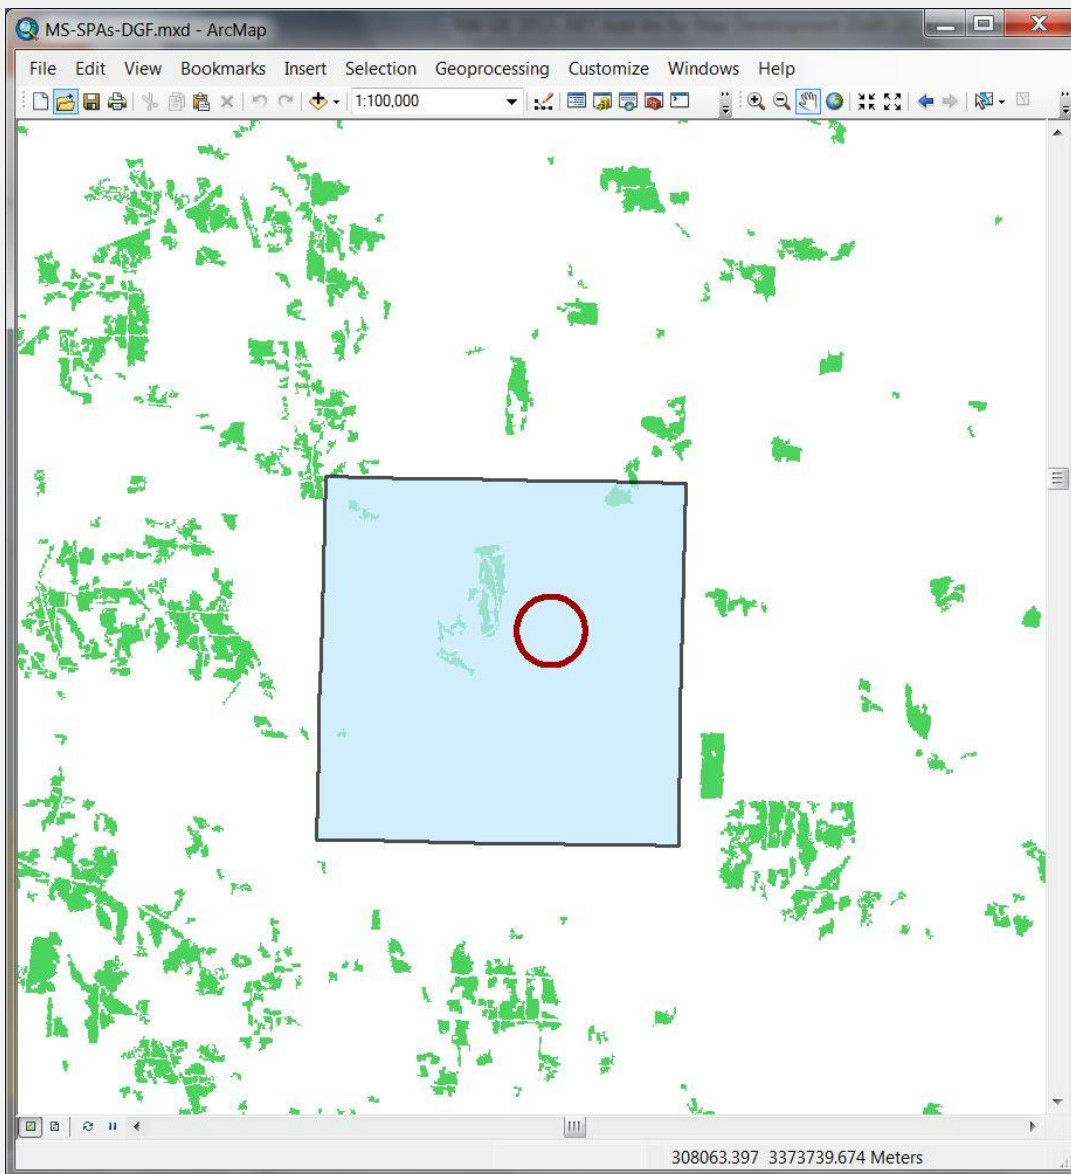 MS-SPAs-DGF.mxd - ArcMap
File Edit View Bookmarks Insert Selection Geoprocessing Customize Windows Help
1:100,000
308063.397 3373739.674 Meters